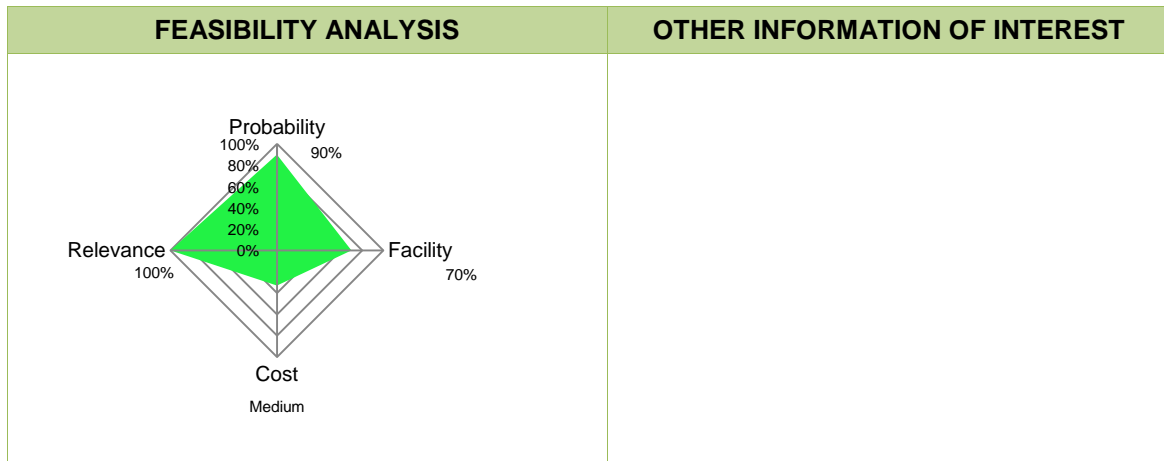 FEASIBILITY ANALYSIS
OTHER INFORMATION OF INTEREST
Probability
100%
90%
80%
60%
40%
20%
0%
Relevance
100%
Facility
70%
Cost
Medium